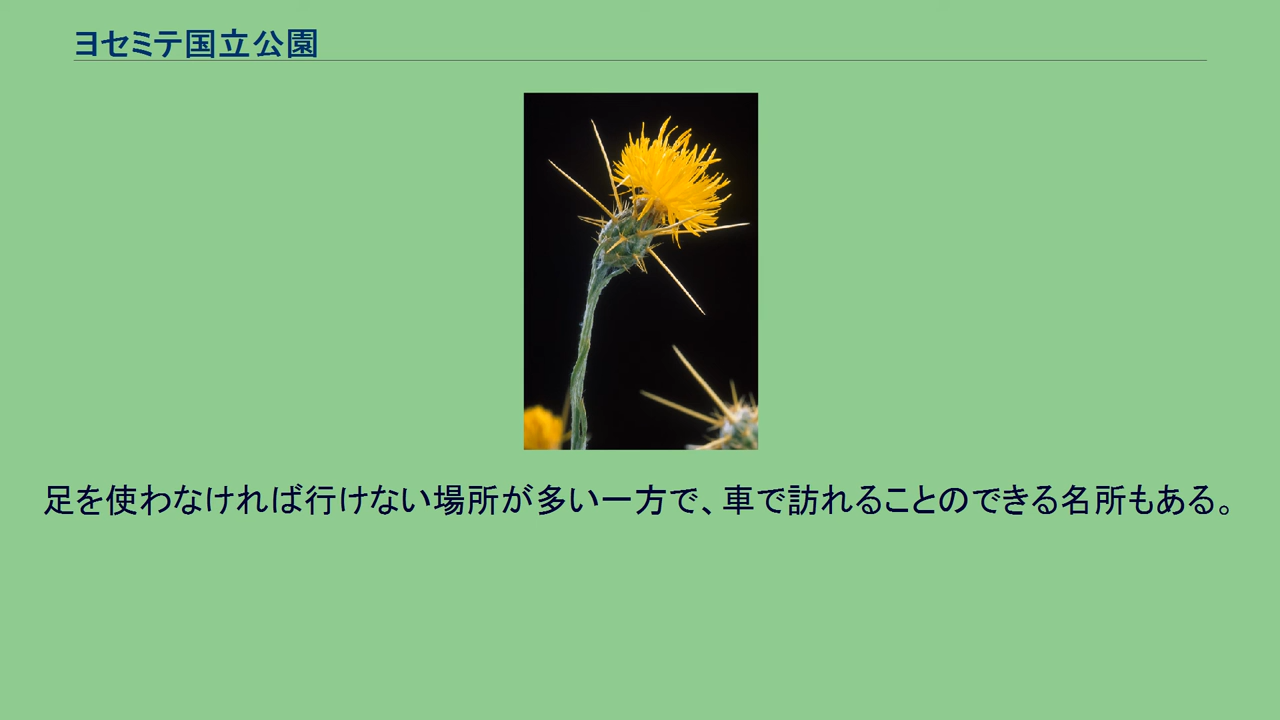 ヨセミテ国立公園
足を使わなければ行けない場所が多い一方で、車で訪れることのできる名所もある。